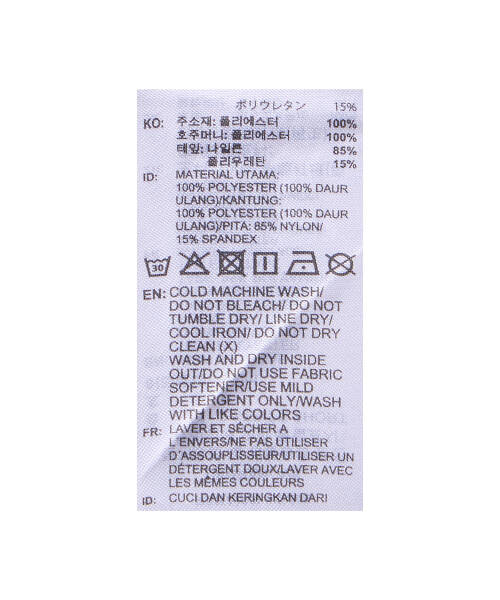 ポリウレタン 15%
KO: 주소재: 폴리에스터 100%
호주머니: 폴리에스터 100%
태잎: 나일론 85%
폴리우레탄 15%
ID: MATERIAL UTAMA:
100% POLYESTER (100% DAUR
ULANG)/KANTUNG:
100% POLYESTER (100% DAUR
ULANG)/PITA: 85% NYLON/
15% SPANDEX
30
EN: COLD MACHINE WASH/
DO NOT BLEACH/ DO NOT
TUMBLE DRY/ LINE DRY/
COOL IRON/ DO NOT DRY
CLEAN (X)
WASH AND DRY INSIDE
OUT/DO NOT USE FABRIC
SOFTENER/USE MILD
DETERGENT ONLY/WASH
WITH LIKE COLORS
FR: LAVER ET SÉCHER A
L'ENVERS/NE PAS UTILISER
D'ASSOUPLISSEUR/UTILISER UN
DÉTERGENT DOUX/LAVER AVEC
LES MÊMES COULEURS
ID: CUCI DAN KERINGKAN DARI